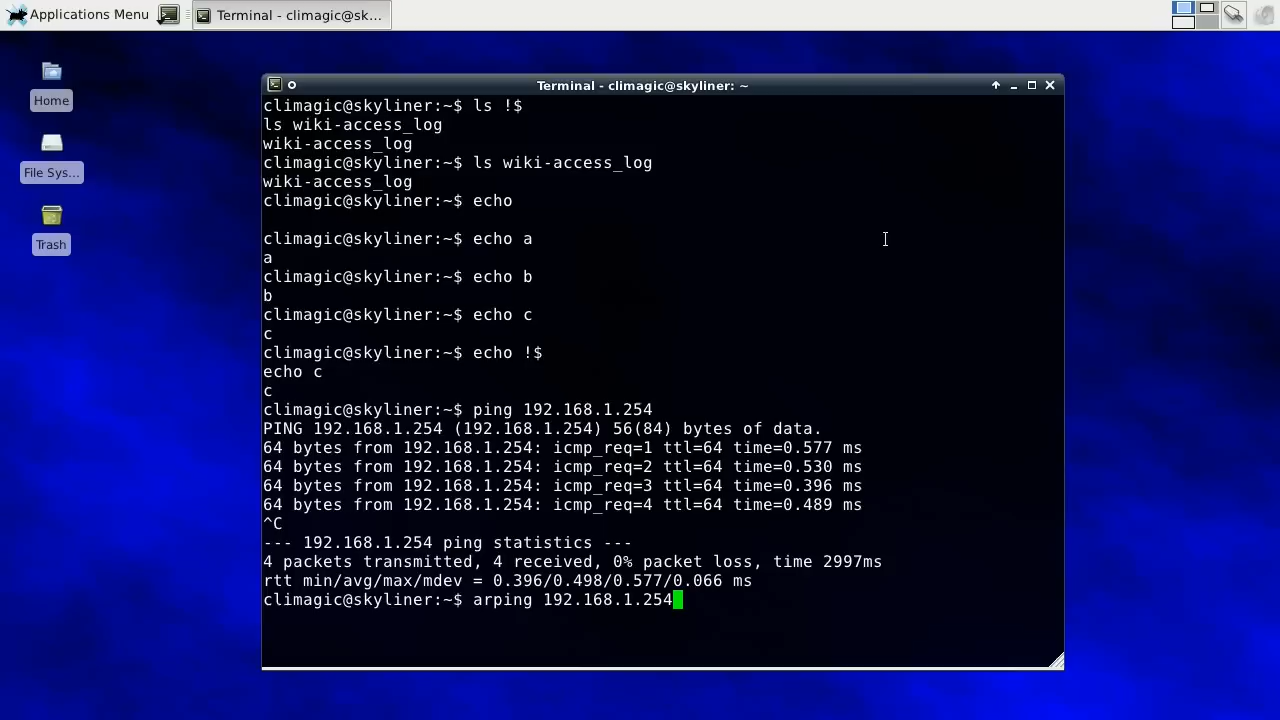 Applications Menu
Terminal - climagic@sk...
Home
File Sys...
Trash
Terminal - climagic@skyliner: ~
climagic@skyliner:~$ ls !$
ls wiki-access_log
wiki-access_log
climagic@skyliner:~$ ls wiki-access_log
wiki-access_log
climagic@skyliner:~$ echo
climagic@skyliner:~$ echo a
a
climagic@skyliner:~$ echo b
b
climagic@skyliner:~$ echo c
c
climagic@skyliner:~$ echo !$
echo c
c
climagic@skyliner:~$ ping 192.168.1.254
PING 192.168.1.254 (192.168.1.254) 56(84) bytes of data.
64 bytes from 192.168.1.254: icmp_req=1 ttl=64 time=0.577 ms
64 bytes from 192.168.1.254: icmp_req=2 ttl=64 time=0.530 ms
64 bytes from 192.168.1.254: icmp_req=3 ttl=64 time=0.396 ms
64 bytes from 192.168.1.254: icmp_req=4 ttl=64 time=0.489 ms
^C
--- 192.168.1.254 ping statistics ---
4 packets transmitted, 4 received, 0% packet loss, time 2997ms
rtt min/avg/max/mdev = 0.396/0.498/0.577/0.066 ms
climagic@skyliner:~$ arping 192.168.1.254